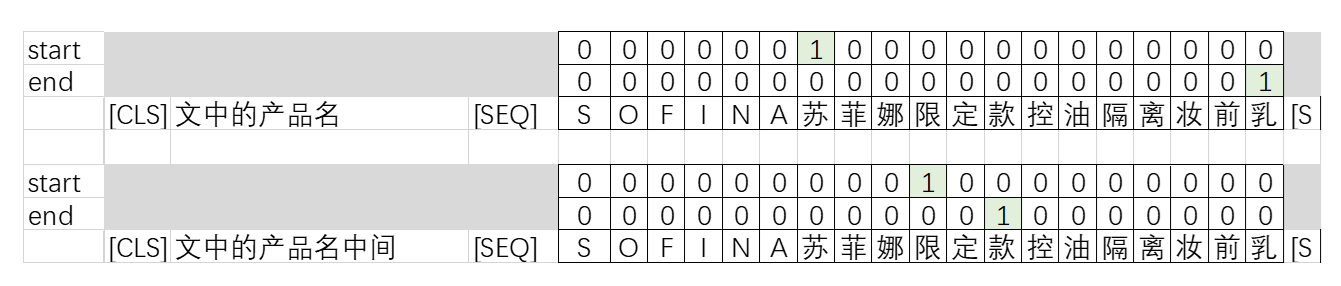 start 0 0 0 0 0 0 1 0 0 0 0 0 0 0 0 0 0 0 0
end 0 0 0 0 0 0 0 0 0 0 0 0 0 0 0 0 0 0 1
[CLS] 文中的产品名 [SEQ] S O F I N A 苏 菲 娜 限 定 款 控 油 隔 离 妆 前 乳 [S
start 0 0 0 0 0 0 0 0 0 1 0 0 0 0 0 0 0 0 0
end 0 0 0 0 0 0 0 0 0 0 0 1 0 0 0 0 0 0 0
[CLS] 文中的产品名中间 [SEQ] S O F I N A 苏 菲 娜 限 定 款 控 油 隔 离 妆 前 乳 [S